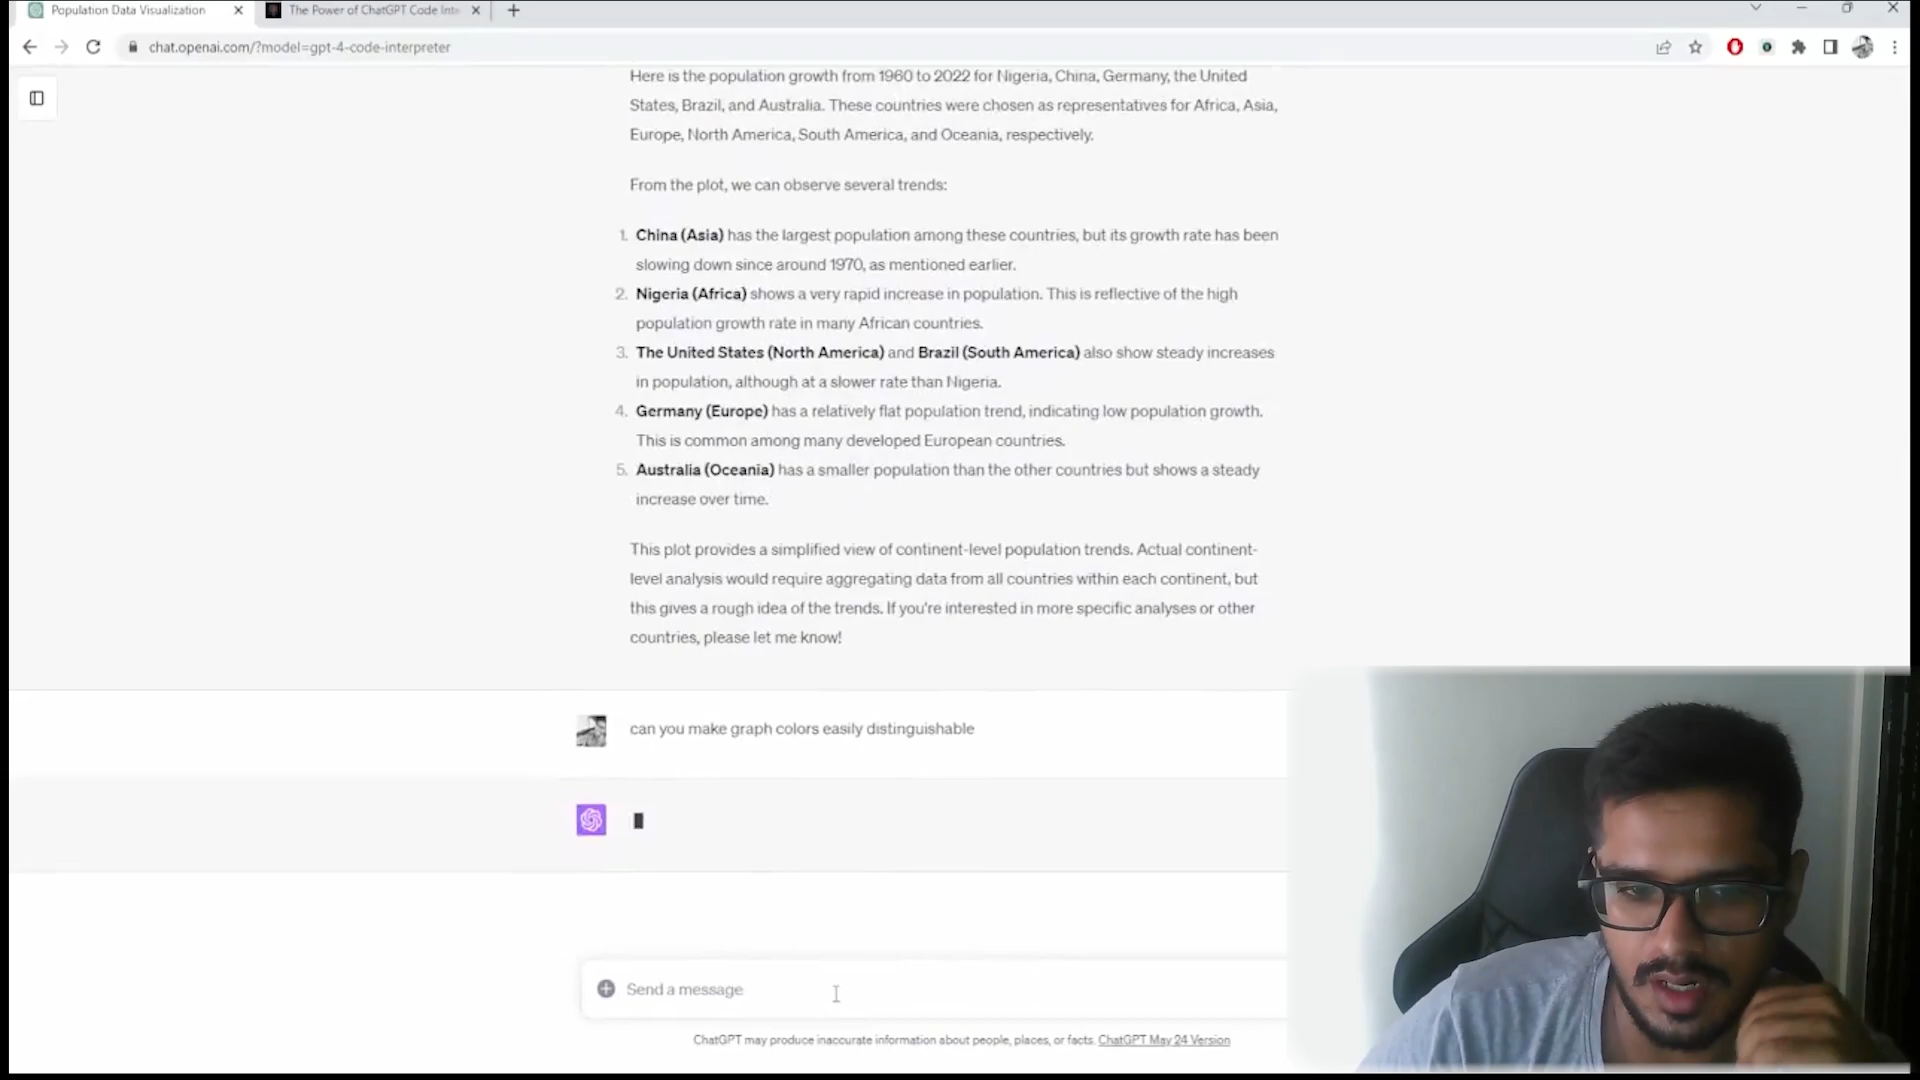 Population Data Visualization
The Power of ChatGPT Code Int
chat.openai.com/?model=gpt-4-code-interpreter
Here is the population growth from 1960 to 2022 for Nigeria, China, Germany, the United
States, Brazil, and Australia. These countries were chosen as representatives for Africa, Asia,
Europe, North America, South America, and Oceania, respectively.
From the plot, we can observe several trends:
1. China (Asia) has the largest population among these countries, but its growth rate has been
slowing down since around 1970, as mentioned earlier.
2. Nigeria (Africa) shows a very rapid increase in population. This is reflective of the high
population growth rate in many African countries.
3. The United States (North America) and Brazil (South America) also show steady increases
in population, although at a slower rate than Nigeria.
4. Germany (Europe) has a relatively flat population trend, indicating low population growth.
This is common among many developed European countries.
5. Australia (Oceania) has a smaller population than the other countries but shows a steady
increase over time.
This plot provides a simplified view of continent-level population trends. Actual continent-
level analysis would require aggregating data from all countries within each continent, but
this gives a rough idea of the trends. If you're interested in more specific analyses or other
countries, please let me know!
can you make graph colors easily distinguishable
Send a message
ChatGPT may produce inaccurate information about people, places, or facts. ChatGPT May 24 Version